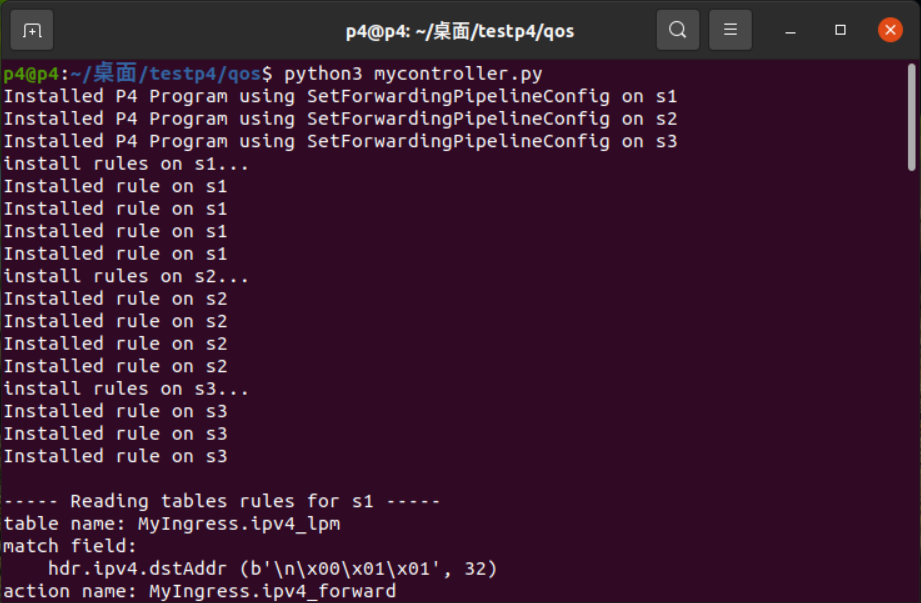 p4@p4: ~/桌面/testp4/qos
p4@p4:~/桌面/testp4/qos$ python3 mycontroller.py
Installed P4 Program using SetForwardingPipelineConfig on s1
Installed P4 Program using SetForwardingPipelineConfig on s2
Installed P4 Program using SetForwardingPipelineConfig on s3
install rules on s1...
Installed rule on s1
Installed rule on s1
Installed rule on s1
Installed rule on s1
install rules on s2...
Installed rule on s2
Installed rule on s2
Installed rule on s2
Installed rule on s2
install rules on s3...
Installed rule on s3
Installed rule on s3
Installed rule on s3
----- Reading tables rules for s1 -----
table name: MyIngress.ipv4_lpm
match field:
    hdr.ipv4.dstAddr (b'\n\x00\x01\x01', 32)
action name: MyIngress.ipv4_forward